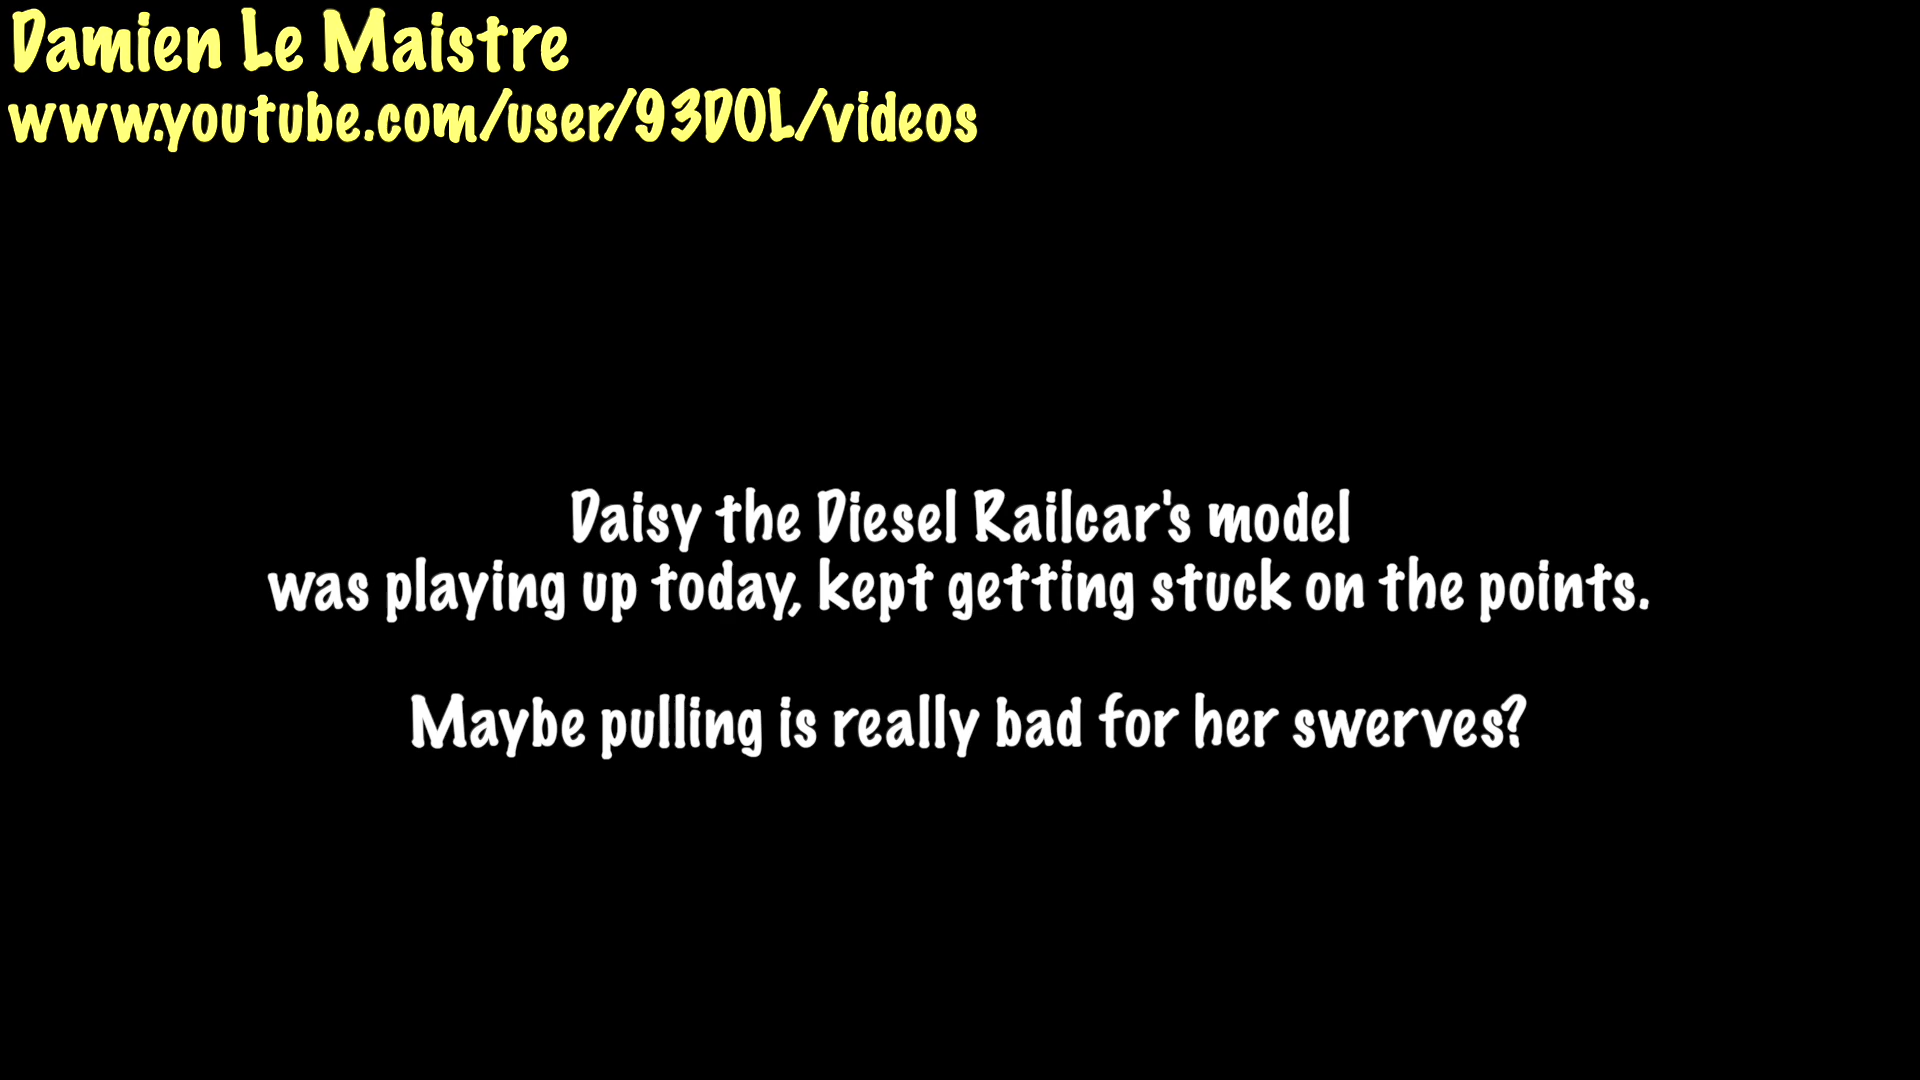 Damien Le Maistre
www.youtube.com/user/93DOL/videos
Daisy the Diesel Railcar's model
was playing up today, kept getting stuck on the points.
Maybe pulling is really bad for her swerves?